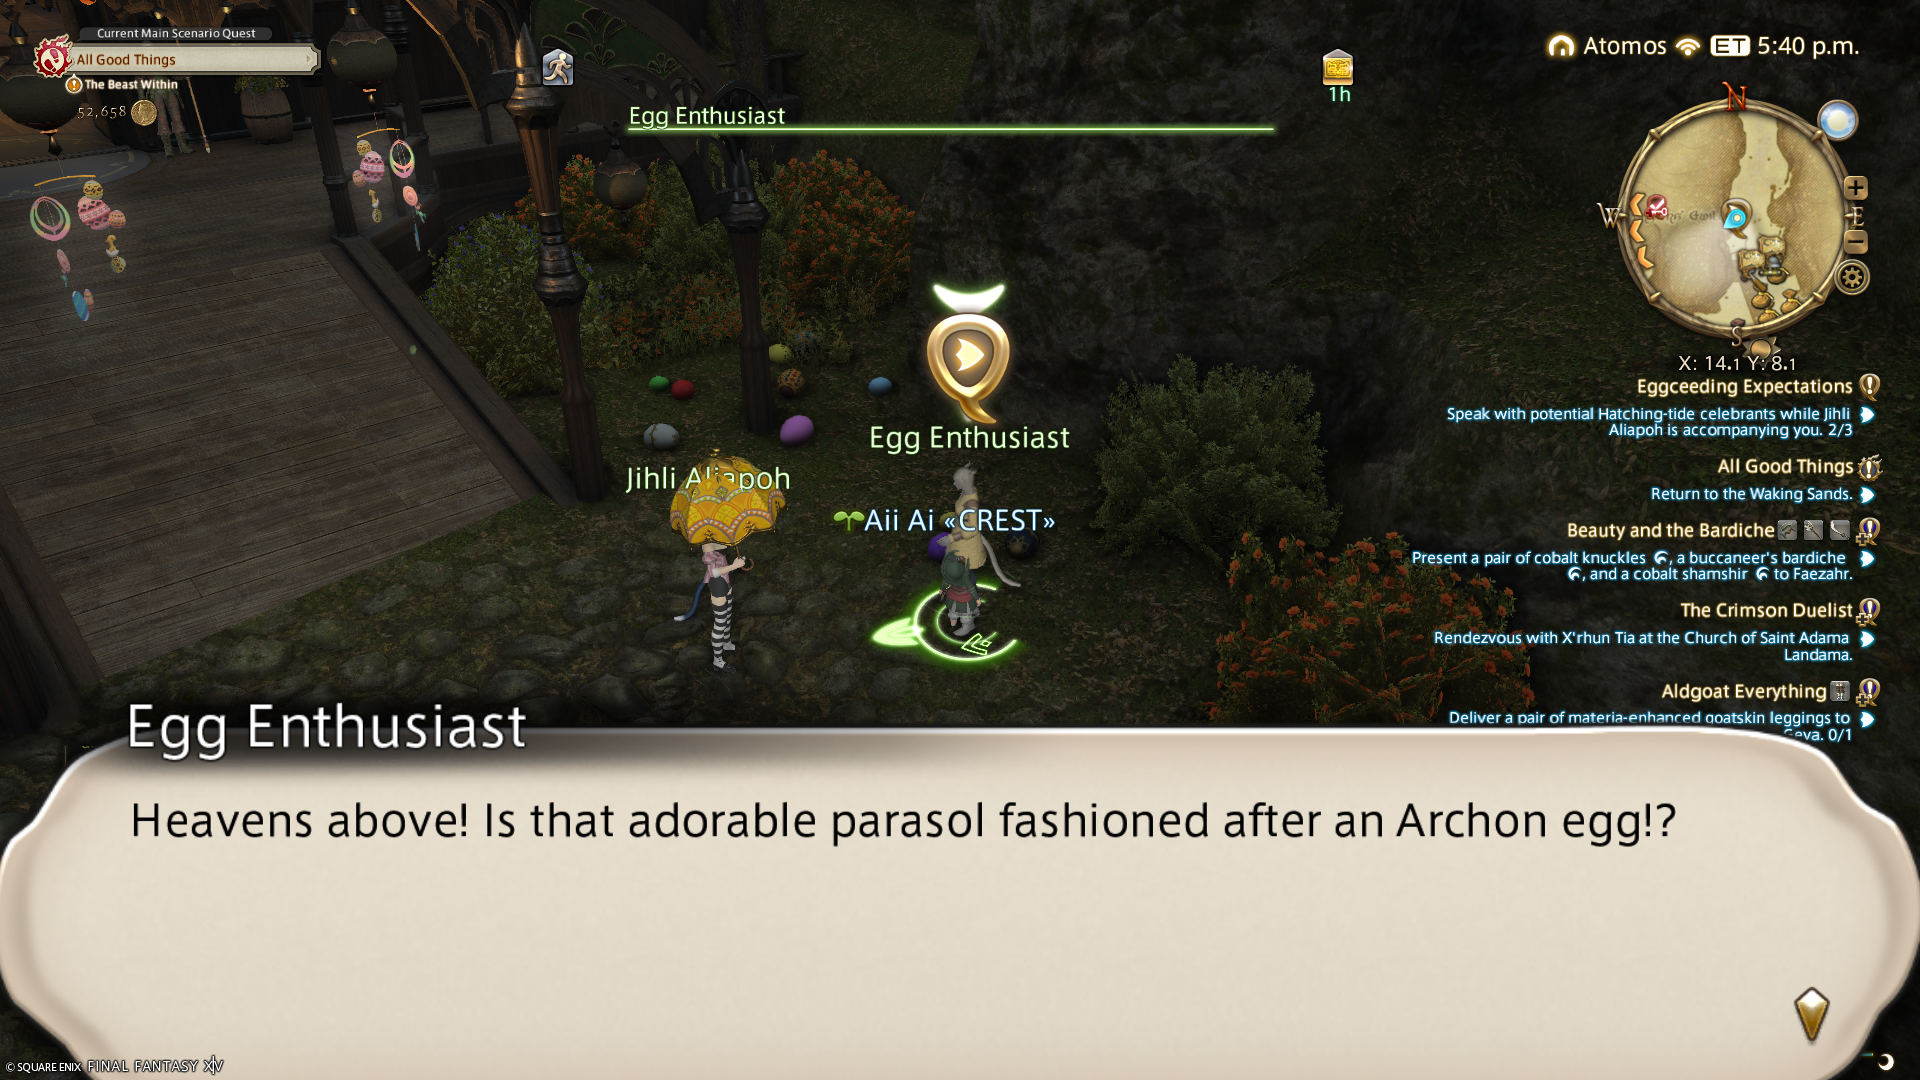 Current Main Scenario Quest
All Good Things
The Beast Within
52,658
1h
Egg Enthusiast
Atomos ET 5:40 p.m.
N
W
E
S
X: 14.1 Y: 8.1
Eggceeding Expectations
Speak with potential Hatching-tide celebrants while Jihli
Aliapoh is accompanying you. 2/3
All Good Things
Return to the Waking Sands.
Beauty and the Bardiche
Present a pair of cobalt knuckles, a buccaneer's bardiche
, and a cobalt shamshir to Faezahr.
The Crimson Duelist
Rendezvous with X'rhun Tia at the Church of Saint Adama
Landama.
Aldgoat Everything
Deliver a pair of materia-enhanced goatskin leggings to
Geva. 0/1
Egg Enthusiast
Jihli Aliapoh
Aii Ai «CREST»
Egg Enthusiast
Heavens above! Is that adorable parasol fashioned after an Archon egg!?
© SQUARE ENIX FINAL FANTASY XIV